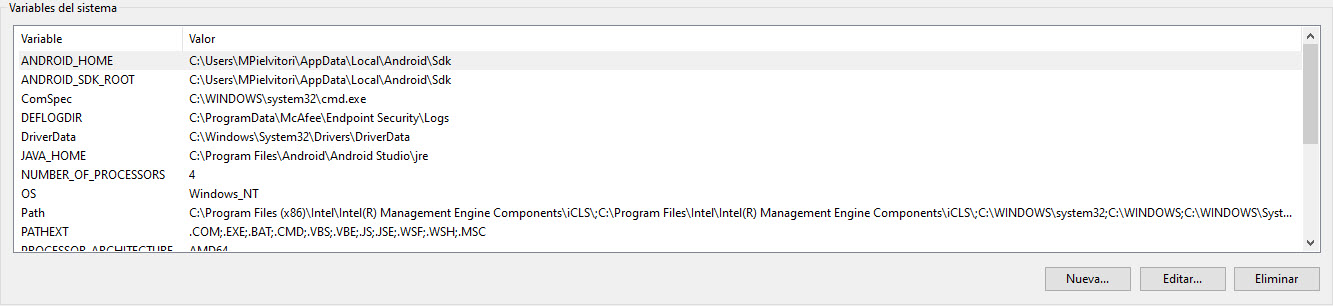 Variables del sistema
Variable Valor
ANDROID_HOME C:\Users\MPielvitori\AppData\Local\Android\Sdk
ANDROID_SDK_ROOT C:\Users\MPielvitori\AppData\Local\Android\Sdk
ComSpec C:\WINDOWS\system32\cmd.exe
DEFLOGDIR C:\ProgramData\McAfee\Endpoint Security\Logs
DriverData C:\Windows\System32\Drivers\DriverData
JAVA_HOME C:\Program Files\Android\Android Studio\jre
NUMBER_OF_PROCESSORS 4
OS Windows_NT
Path C:\Program Files (x86)\Intel\Intel(R) Management Engine Components\iCLS\;C:\Program Files\Intel\Intel(R) Management Engine Components\iCLS\;C:\WINDOWS\system32;C:\WINDOWS;C:\WINDOWS\Syst...
PATHEXT .COM;.EXE;.BAT;.CMD;.VBS;.VBE;.JS;.JSE;.WSF;.WSH;.MSC
PROCESSOR_ARCHITECTURE AMD64
Nueva... Editar... Eliminar